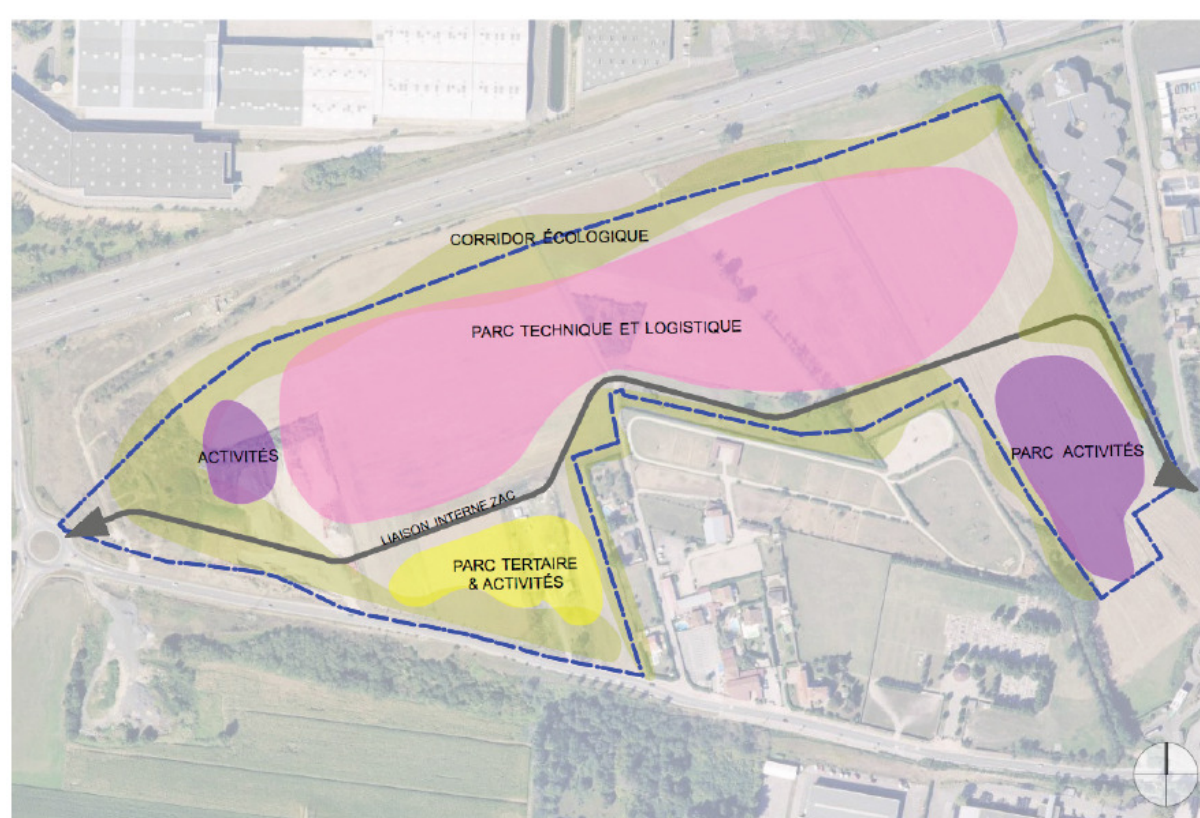 CORRIDOR ÉCOLOGIQUE
PARC TECHNIQUE ET LOGISTIQUE
ACTIVITÉS
PARC ACTIVITÉS
LIAISON INTERNE ZAC
PARC TERTAIRE
& ACTIVITÉS